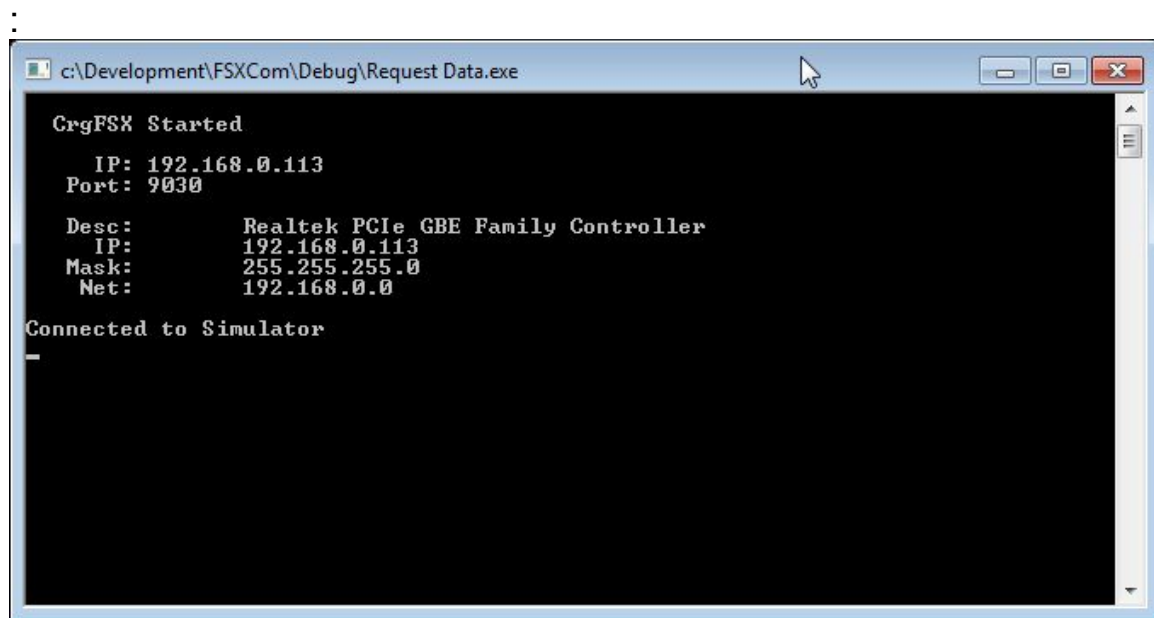 :
c:\Development\FSXCom\Debug\Request Data.exe
CrgFSX Started
IP: 192.168.0.113
Port: 9030
Desc: Realtek PCIe GBE Family Controller
IP: 192.168.0.113
Mask: 255.255.255.0
Net: 192.168.0.0
Connected to Simulator